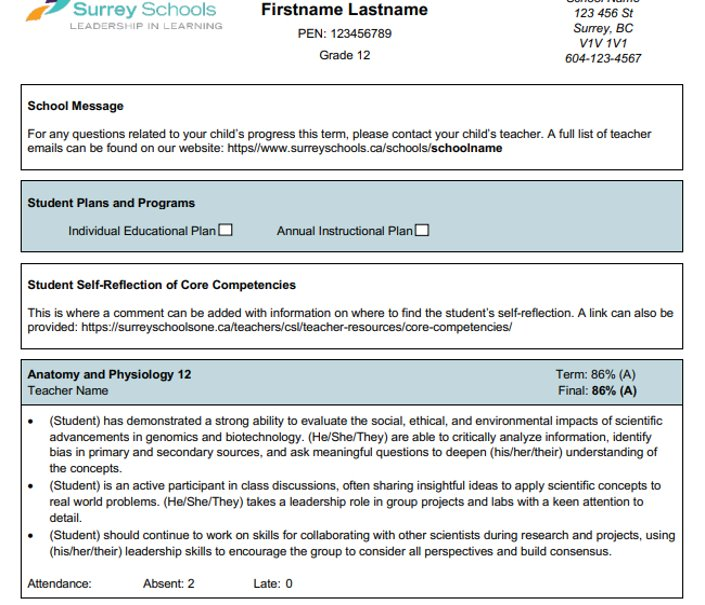 Surrey Schools
LEADERSHIP IN LEARNING
Firstname Lastname
PEN: 123456789
Grade 12
School Name
123 456 St
Surrey, BC
V1V 1V1
604-123-4567
School Message
For any questions related to your child's progress this term, please contact your child's teacher. A full list of teacher
emails can be found on our website: https//www.surreyschools.ca/schools/schoolname
Student Plans and Programs
Individual Educational Plan
Annual Instructional Plan
Student Self-Reflection of Core Competencies
This is where a comment can be added with information on where to find the student's self-reflection. A link can also be
provided: https://surreyschoolsone.ca/teachers/csl/teacher-resources/core-competencies/
Anatomy and Physiology 12
Teacher Name
Term: 86% (A)
Final: 86% (A)
• (Student) has demonstrated a strong ability to evaluate the social, ethical, and environmental impacts of scientific
advancements in genomics and biotechnology. (He/She/They) are able to critically analyze information, identify
bias in primary and secondary sources, and ask meaningful questions to deepen (his/her/their) understanding of
the concepts.
• (Student) is an active participant in class discussions, often sharing insightful ideas to apply scientific concepts to
real world problems. (He/She/They) takes a leadership role in group projects and labs with a keen attention to
detail.
• (Student) should continue to work on skills for collaborating with other scientists during research and projects, using
(his/her/their) leadership skills to encourage the group to consider all perspectives and build consensus.
Attendance: Absent: 2 Late: 0